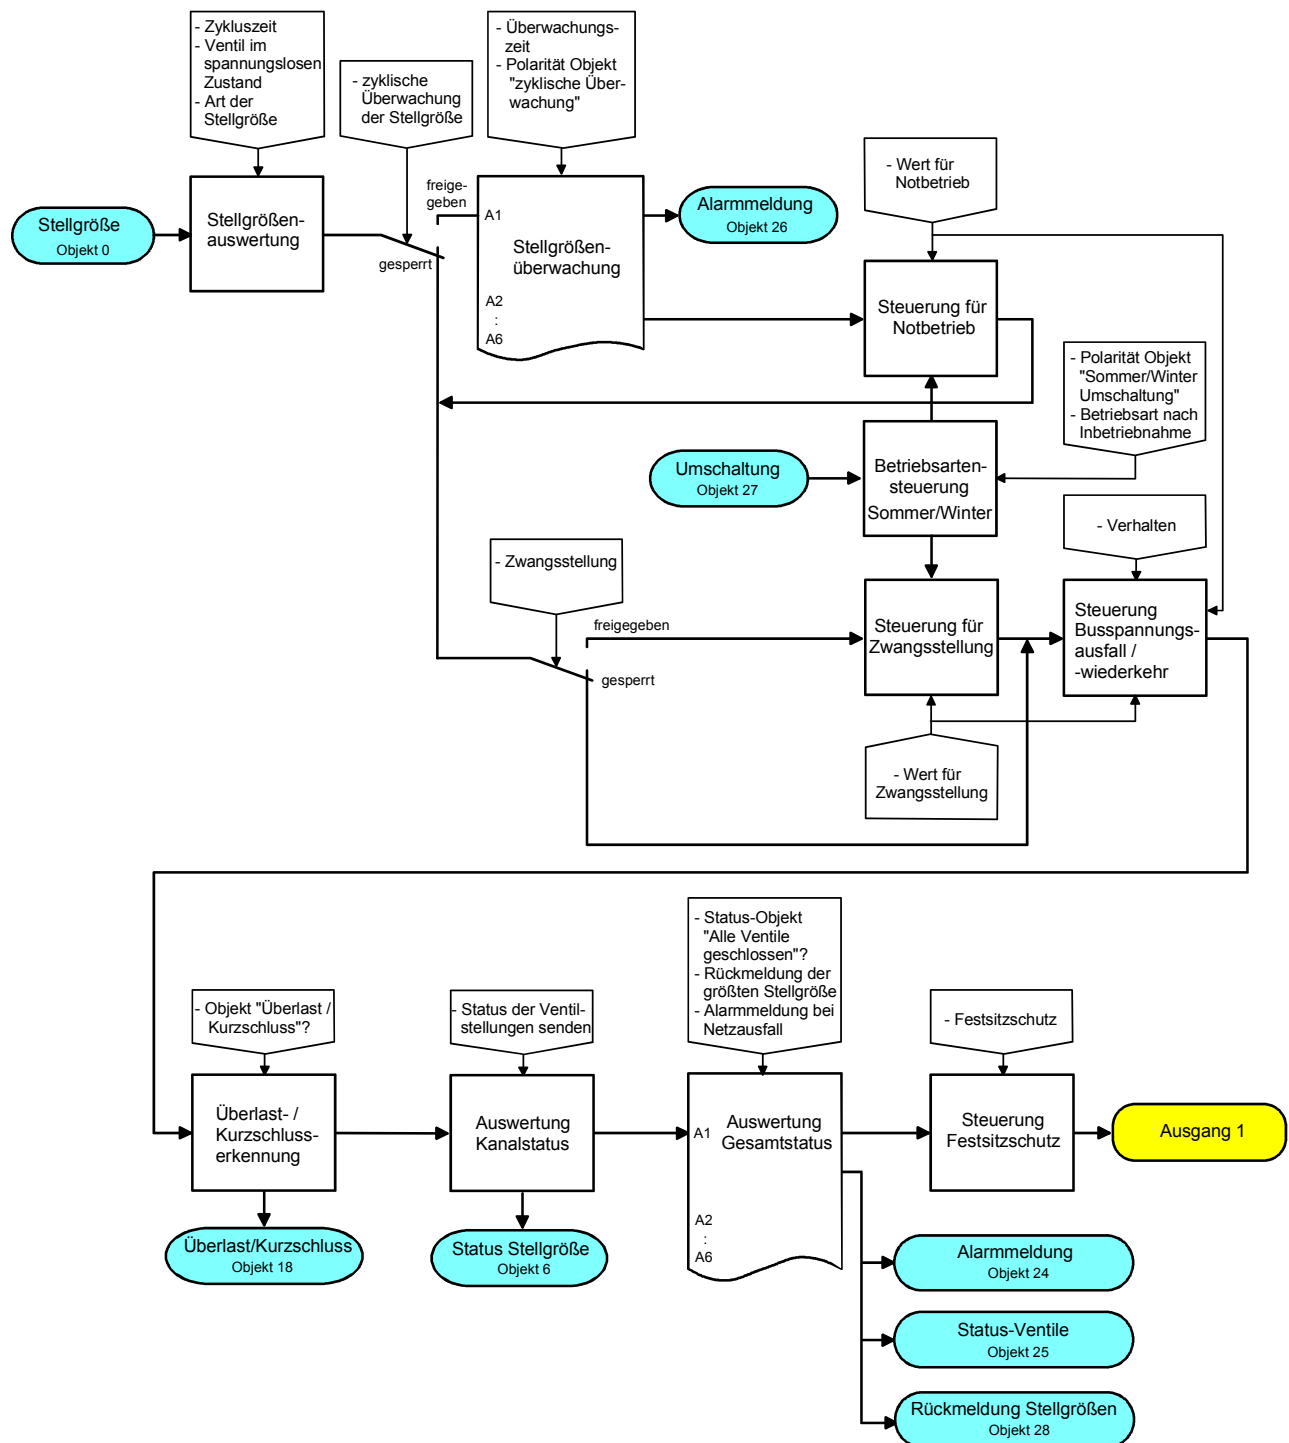 - Zykluszeit
- Ventil im
spannungslosen
Zustand
- Art der
Stellgröße
- zyklische
Überwachung
der Stellgröße
- Überwachungs-
zeit
- Polarität Objekt
"zyklische Über-
wachung"
- Wert für
Notbetrieb
Stellgröße
Objekt 0
Stellgrößen-
auswertung
freige-
geben
gesperrt
A1
Stellgrößen-
überwachung
A2
:
A6
Alarmmeldung
Objekt 26
Steuerung für
Notbetrieb
- Polarität Objekt
"Sommer/Winter
Umschaltung"
- Betriebsart nach
Inbetriebnahme
Umschaltung
Objekt 27
Betriebsarten-
steuerung
Sommer/Winter
- Verhalten
- Zwangsstellung
freigegeben
gesperrt
Steuerung für
Zwangsstellung
Steuerung
Busspannungs-
ausfall /
-wiederkehr
- Wert für
Zwangsstellung
- Objekt "Überlast /
Kurzschluss"?
- Status der Ventil-
stellungen senden
- Status-Objekt
"Alle Ventile
geschlossen"?
- Rückmeldung der
größten Stellgröße
- Alarmmeldung bei
Netzausfall
- Festsitzschutz
Überlast- /
Kurzschluss-
erkennung
Auswertung
Kanalstatus
A1
Auswertung
Gesamtstatus
A2
:
A6
Steuerung
Festsitzschutz
Ausgang 1
Überlast/Kurzschluss
Objekt 18
Status Stellgröße
Objekt 6
Alarmmeldung
Objekt 24
Status-Ventile
Objekt 25
Rückmeldung Stellgrößen
Objekt 28